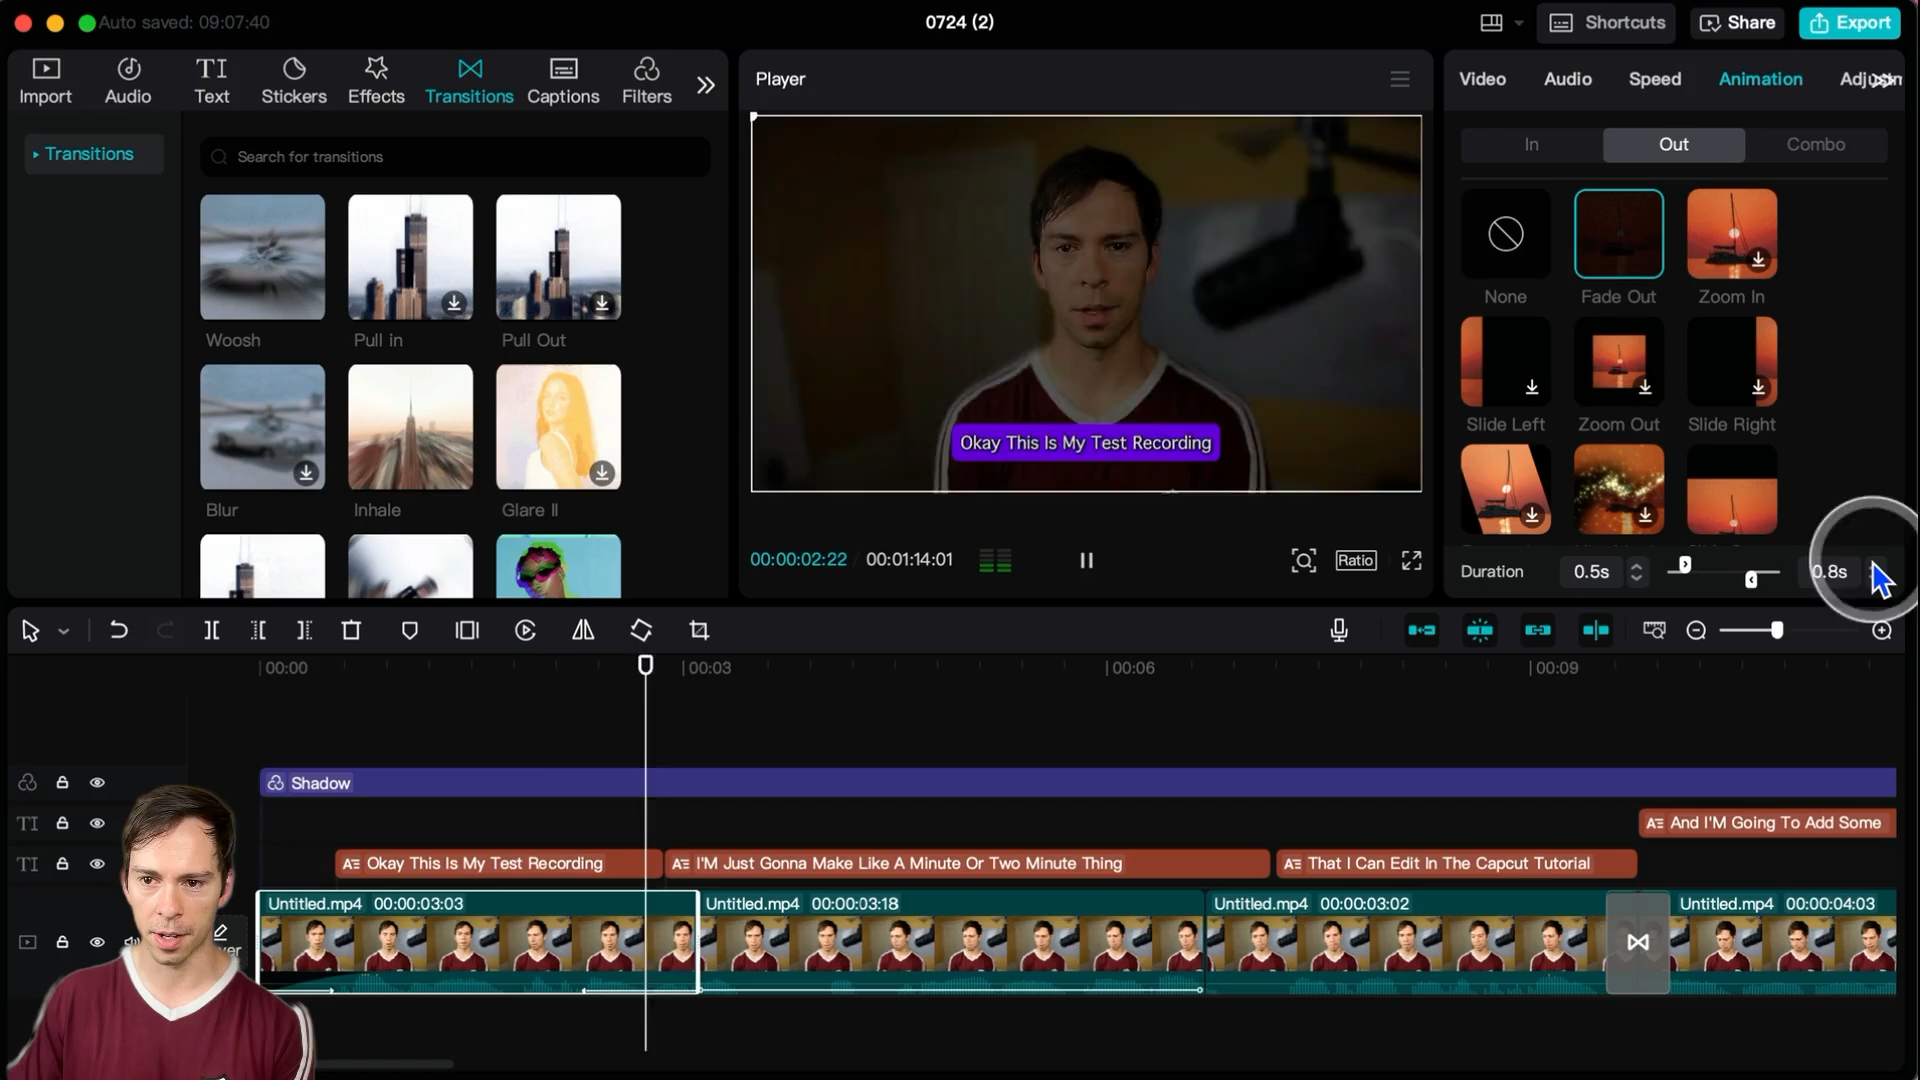 Auto saved: 09:07:40
0724 (2)
Shortcuts
Share
Export
Import
Audio
TI
Text
Stickers
Effects
Transitions
Captions
Filters
Player
Video
Audio
Speed
Animation
Transitions
Search for transitions
In
Out
Combo
Woosh
Pull in
Pull Out
None
Fade Out
Zoom In
Slide Left
Zoom Out
Slide Right
Blur
Inhale
Glare II
Okay This Is My Test Recording
00:00:02:22 / 00:01:14:01
Ratio
Duration
0.5s
0.8s
00:00
00:03
00:06
00:09
Shadow
TI
A And I'M Going To Add Some
TI
A Okay This Is My Test Recording
A I'M Just Gonna Make Like A Minute Or Two Minute Thing
A That I Can Edit In The Capcut Tutorial
Untitled.mp4 00:00:03:03
Untitled.mp4 00:00:03:18
Untitled.mp4 00:00:03:02
Untitled.mp4 00:00:04:03